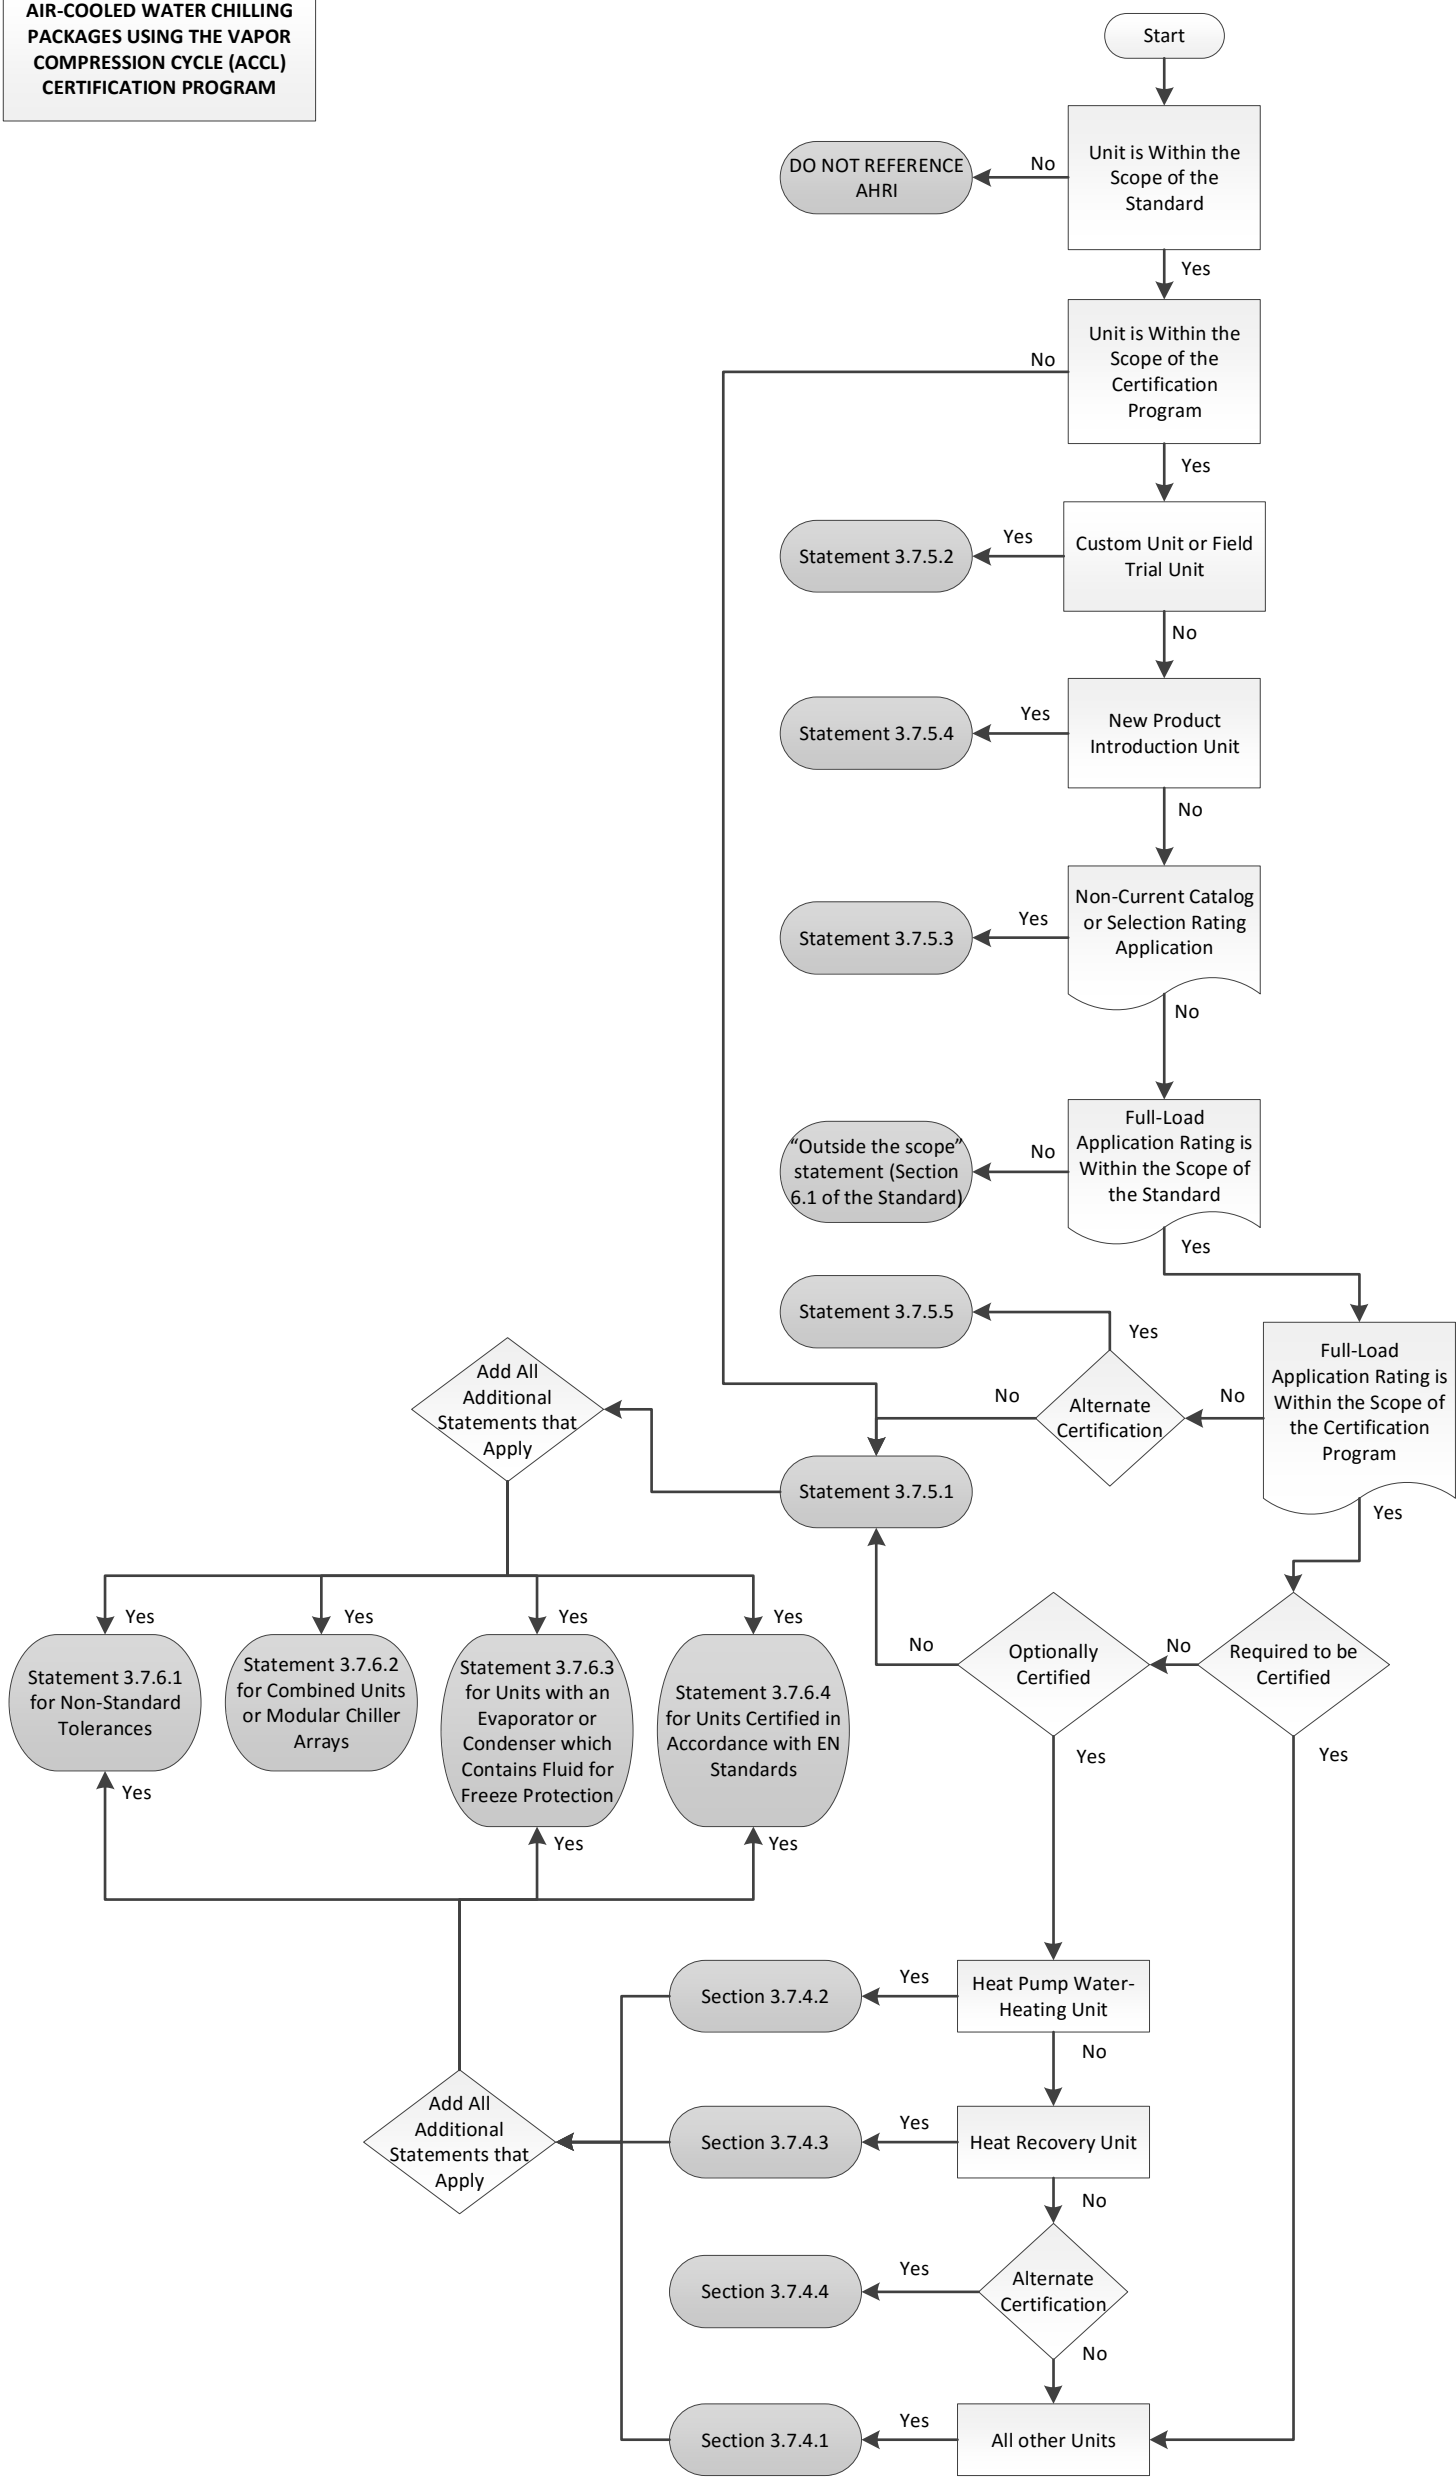 AIR-COOLED WATER CHILLING
PACKAGES USING THE VAPOR
COMPRESSION CYCLE (ACCL)
CERTIFICATION PROGRAM
Start
Unit is Within the
Scope of the
Standard
No
DO NOT REFERENCE
AHRI
Yes
Unit is Within the
Scope of the
Certification
Program
No
Yes
Custom Unit or Field
Trial Unit
Yes
Statement 3.7.5.2
No
New Product
Introduction Unit
Yes
Statement 3.7.5.4
No
Non-Current Catalog
or Selection Rating
Application
Yes
Statement 3.7.5.3
No
Full-Load
Application Rating is
Within the Scope of
the Standard
No
“Outside the scope”
statement (Section
6.1 of the Standard)
Yes
Full-Load
Application Rating is
Within the Scope of
the Certification
Program
No
Alternate
Certification
Yes
Statement 3.7.5.5
No
Statement 3.7.5.1
Add All
Additional
Statements that
Apply
Yes
Required to be
Certified
No
Optionally
Certified
No
Yes
Yes
Yes
Yes
Yes
Yes
Statement 3.7.6.1
for Non-Standard
Tolerances
Statement 3.7.6.2
for Combined Units
or Modular Chiller
Arrays
Statement 3.7.6.3
for Units with an
Evaporator or
Condenser which
Contains Fluid for
Freeze Protection
Statement 3.7.6.4
for Units Certified in
Accordance with EN
Standards
Yes
Yes
Yes
Heat Pump Water-
Heating Unit
Yes
Section 3.7.4.2
No
Heat Recovery Unit
Yes
Section 3.7.4.3
Add All
Additional
Statements that
Apply
No
Alternate
Certification
Yes
Section 3.7.4.4
No
All other Units
Yes
Section 3.7.4.1